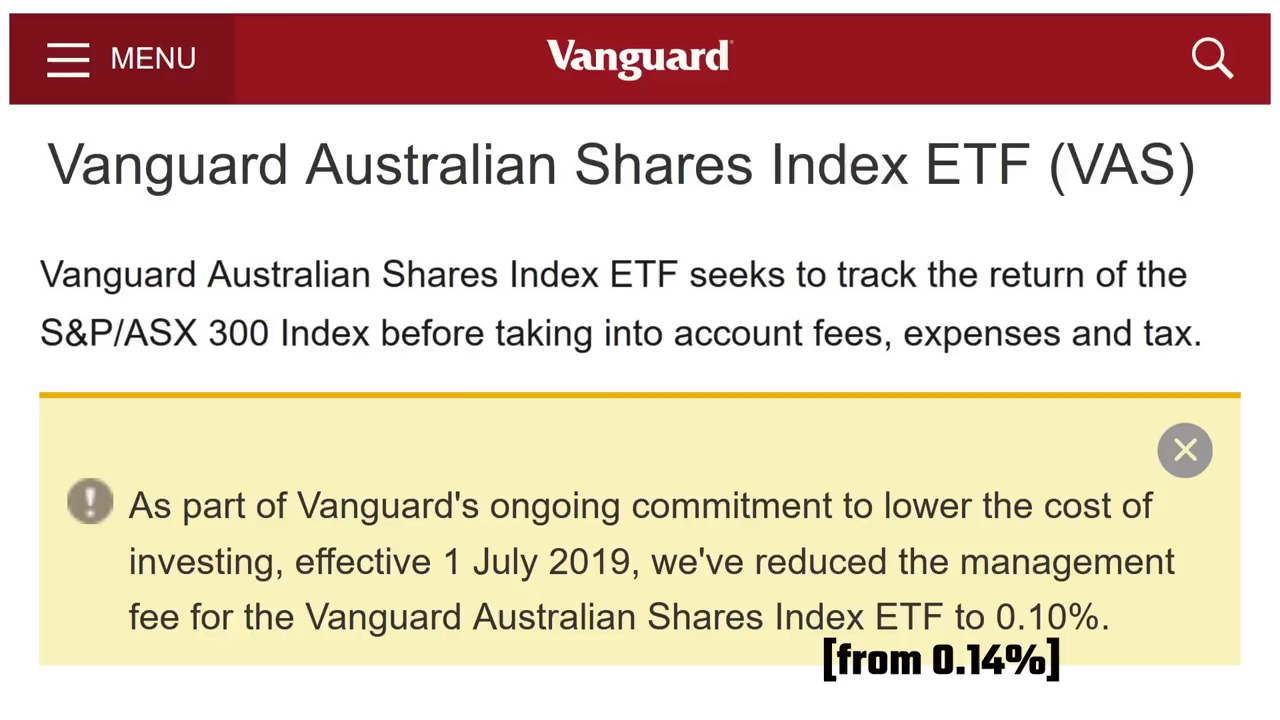 MENU
Vanguard
Vanguard Australian Shares Index ETF (VAS)
Vanguard Australian Shares Index ETF seeks to track the return of the
S&P/ASX 300 Index before taking into account fees, expenses and tax.
As part of Vanguard's ongoing commitment to lower the cost of
investing, effective 1 July 2019, we've reduced the management
fee for the Vanguard Australian Shares Index ETF to 0.10%.
[from 0.14%]